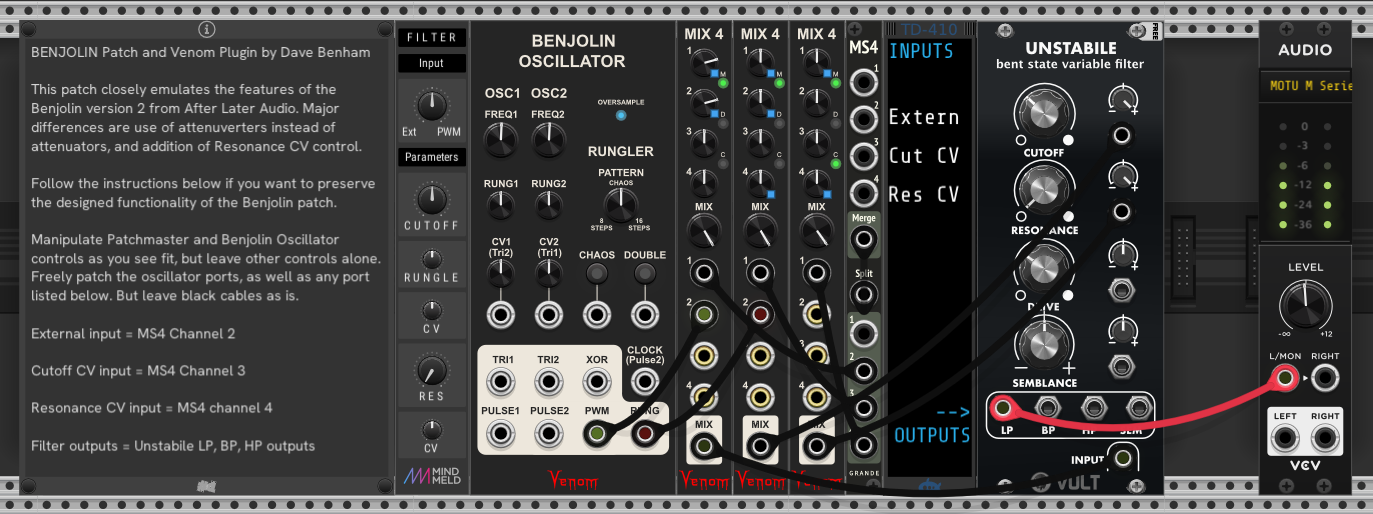 BENJOLIN Patch and Venom Plugin by Dave Benham
This patch closely emulates the features of the
Benjolin version 2 from After Later Audio. Major
differences are use of attenuverters instead of
attenuators, and addition of Resonance CV control.
Follow the instructions below if you want to preserve
the designed functionality of the Benjolin patch.
Manipulate Patchmaster and Benjolin Oscillator
controls as you see fit, but leave other controls alone.
Freely patch the oscillator ports, as well as any port
listed below. But leave black cables as is.
External input = MS4 Channel 2
Cutoff CV input = MS4 Channel 3
Resonance CV input = MS4 channel 4
Filter outputs = Unstabile LP, BP, HP outputs
FILTER
Input
Ext PWM
Parameters
CUTOFF
RUNGLE
CV
RES
CV
MIND
MELD
BENJOLIN
OSCILLATOR
OSC1 OSC2
FREQ1 FREQ2
OVERSAMPLE
RUNGLER
PATTERN
CHAOS
RUNG1 RUNG2
8 16
STEPS STEPS
CV1 CV2
(Tri2) (Tri1)
CHAOS DOUBLE
TRI1 TRI2 XOR
CLOCK
(Pulse2)
PULSE1 PULSE2 PWM RUNG
Venom
MIX 4
1 M
2 D
3 C
4
MIX
1
2
3
4
MIX
Venom
MIX 4
1 M
2 D
3 C
4
MIX
1
2
3
4
MIX
Venom
MIX 4
1 M
2 D
3 C
4
MIX
1
2
3
4
MIX
Venom
MS4
1
2
3
4
Merge
Split
1
2
3
4
GRANDE
TD-410
INPUTS
Extern
Cut CV
Res CV
-->
OUTPUTS
FREE
UNSTABILE
bent state variable filter
CUTOFF
RESONANCE
DRIVE
SEMBLANCE
LP BP HP SEM
INPUT
VULT
AUDIO
MOTU M Serie
0
-3
-6
-12
-24
-36
LEVEL
-∞ +12
L/MON RIGHT
LEFT RIGHT
VCV